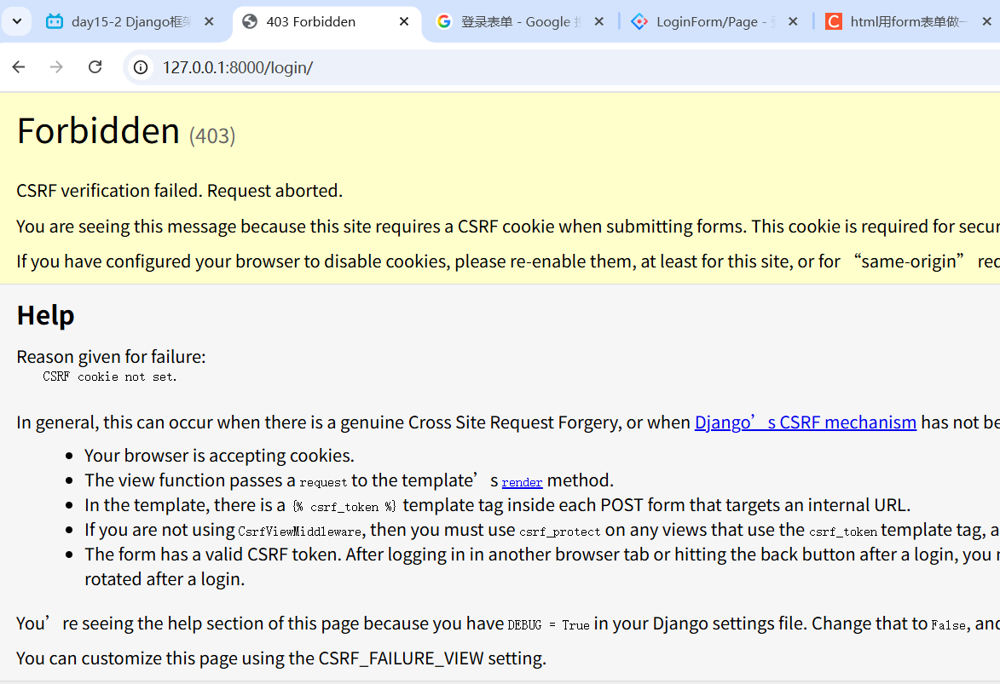 day15-2 Django框架
403 Forbidden
登录表单 - Google
LoginForm/Page -
html用form表单做一
127.0.0.1:8000/login/
Forbidden (403)
CSRF verification failed. Request aborted.
You are seeing this message because this site requires a CSRF cookie when submitting forms. This cookie is required for secur
If you have configured your browser to disable cookies, please re-enable them, at least for this site, or for “same-origin” req
Help
Reason given for failure:
CSRF cookie not set.
In general, this can occur when there is a genuine Cross Site Request Forgery, or when Django’s CSRF mechanism has not be
Your browser is accepting cookies.
The view function passes a request to the template’s render method.
In the template, there is a {% csrf_token %} template tag inside each POST form that targets an internal URL.
If you are not using CsrfViewMiddleware, then you must use csrf_protect on any views that use the csrf_token template tag, a
The form has a valid CSRF token. After logging in in another browser tab or hitting the back button after a login, you
rotated after a login.
You’re seeing the help section of this page because you have DEBUG = True in your Django settings file. Change that to False, and
You can customize this page using the CSRF_FAILURE_VIEW setting.